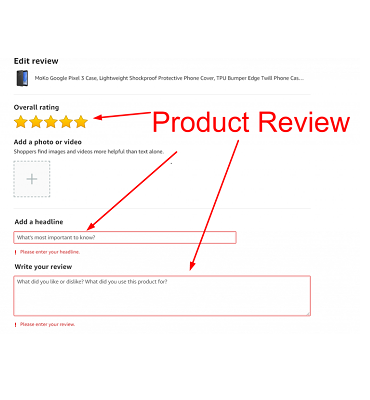 Edit review
MoKo Google Pixel 3 Case, Lightweight Shockproof Protective Phone Cover, TPU Bumper Edge Twill Phone Cas...
Overall rating
Product Review
Add a photo or video
Shoppers find images and videos more helpful than text alone.
+
Add a headline
What's most important to know?
! Please enter your headline.
Write your review
What did you like or dislike? What did you use this product for?
! Please enter your review.